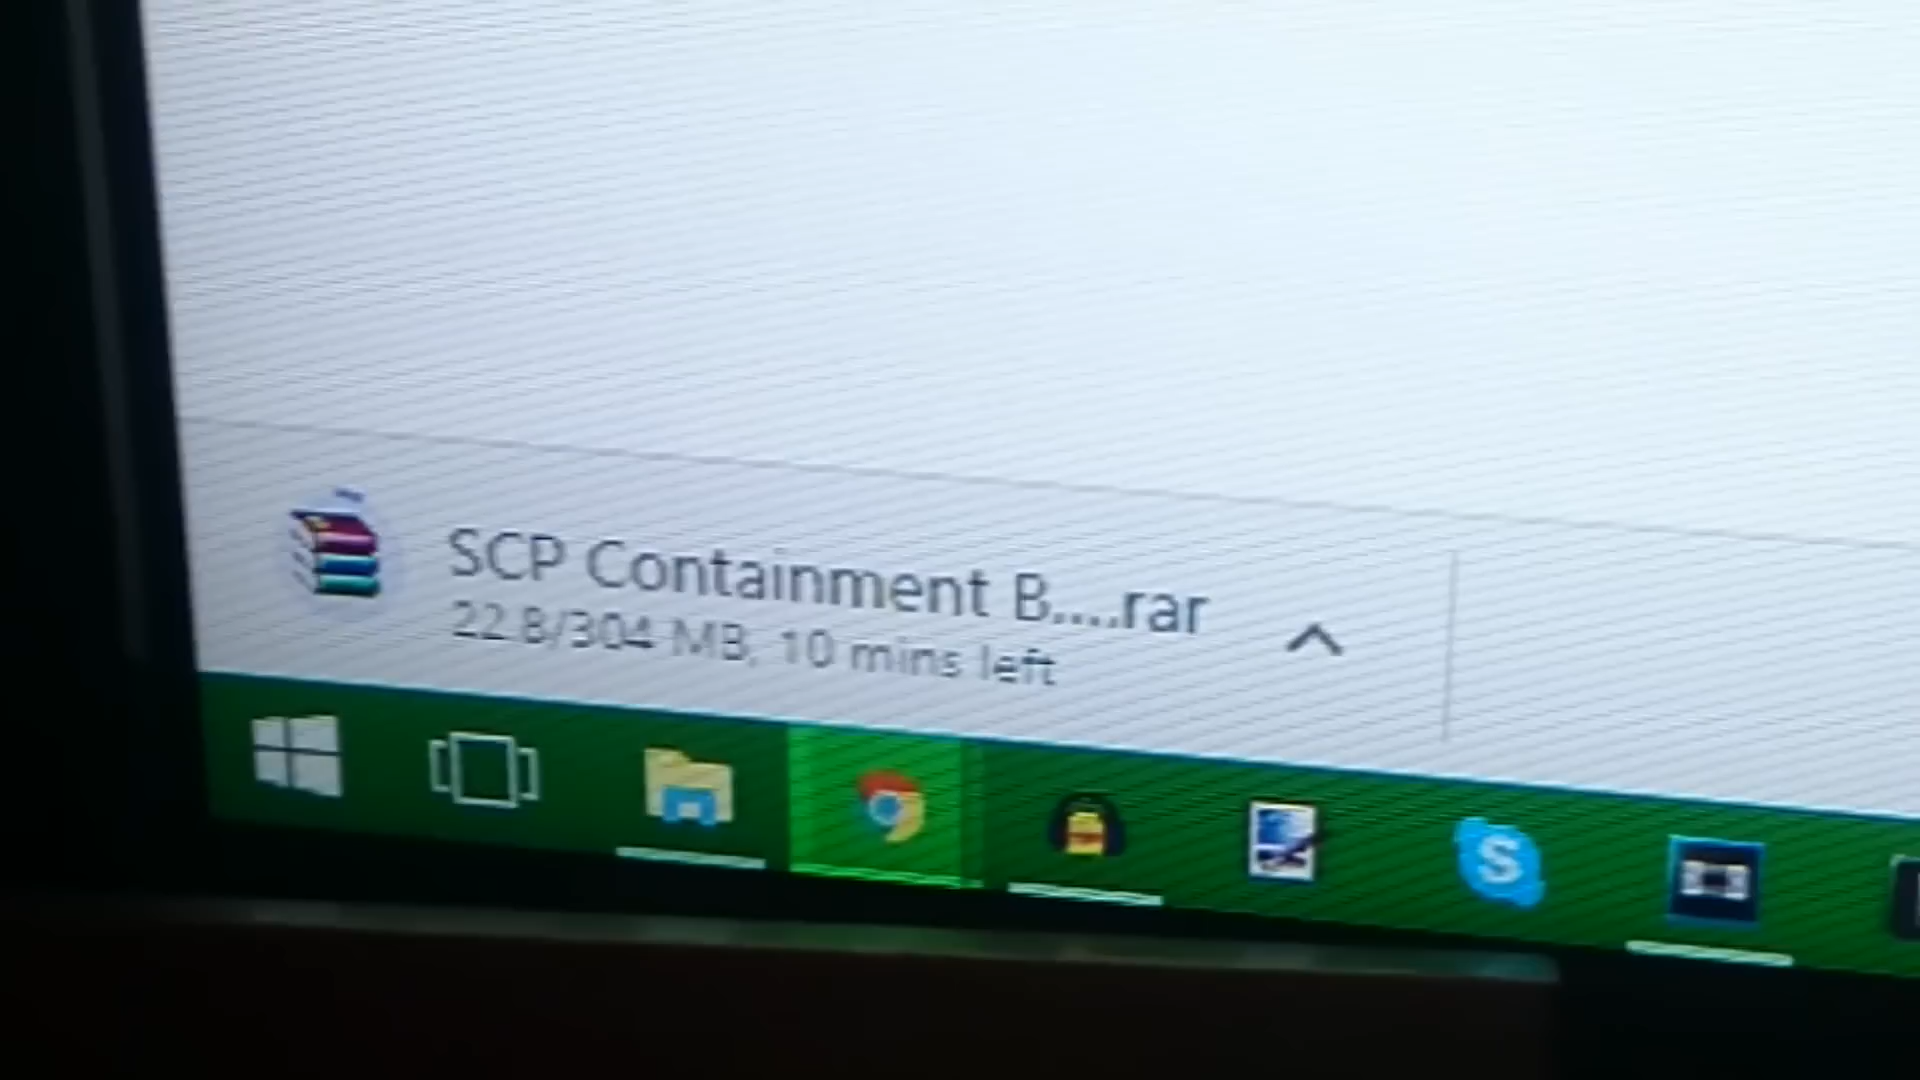 SCP Containment B....rar
22.8/304 MB, 10 mins left